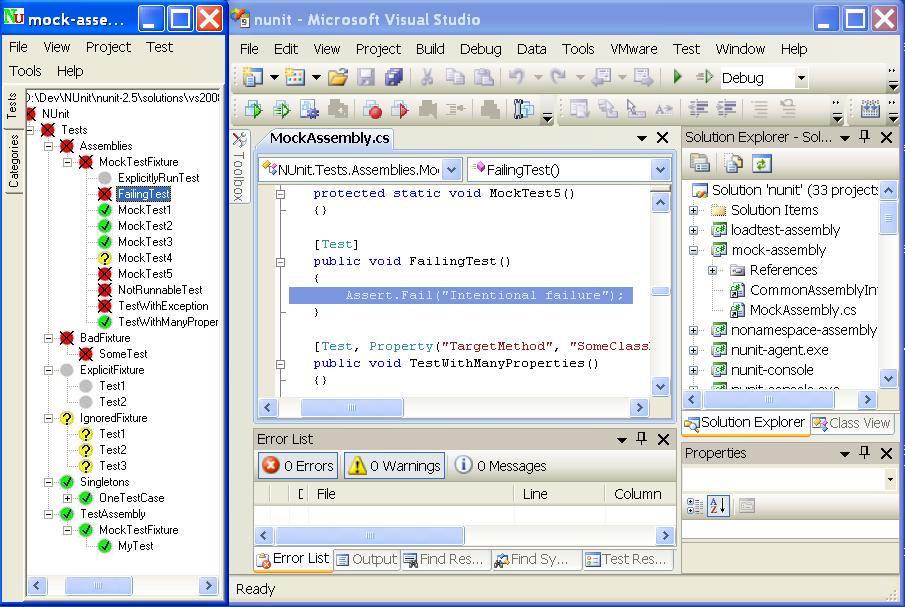 mock-asse...
File View Project Test
Tools Help
Tests
Categories
D:\Dev\NUnit\nunit-2.5\solutions\vs2008
NUnit
Tests
Assemblies
MockTestFixture
ExplicitlyRunTest
FailingTest
MockTest1
MockTest2
MockTest3
MockTest4
MockTest5
NotRunnableTest
TestWithException
TestWithManyProper
BadFixture
SomeTest
ExplicitFixture
Test1
Test2
IgnoredFixture
Test1
Test2
Test3
Singletons
OneTestCase
TestAssembly
MockTestFixture
MyTest
nunit - Microsoft Visual Studio
File Edit View Project Build Debug Data Tools VMware Test Window Help
Debug
Toolbox
MockAssembly.cs
NUnit.Tests.Assemblies.Mo
FailingTest()
protected static void MockTest5()
{}
[Test]
public void FailingTest()
{
Assert.Fail("Intentional failure");
}
[Test, Property("TargetMethod", "SomeClass
public void TestWithManyProperties()
{}
Error List
0 Errors
0 Warnings
0 Messages
File Line Column
Error List Output Find Res... Find Sy... Test Res...
Solution Explorer - Sol...
Solution 'nunit' (33 projects
Solution Items
loadtest-assembly
mock-assembly
References
CommonAssemblyIn
MockAssembly.cs
nonamespace-assembly
nunit-agent.exe
nunit-console
nunit-console.exe
Solution Explorer Class View
Properties
Ready